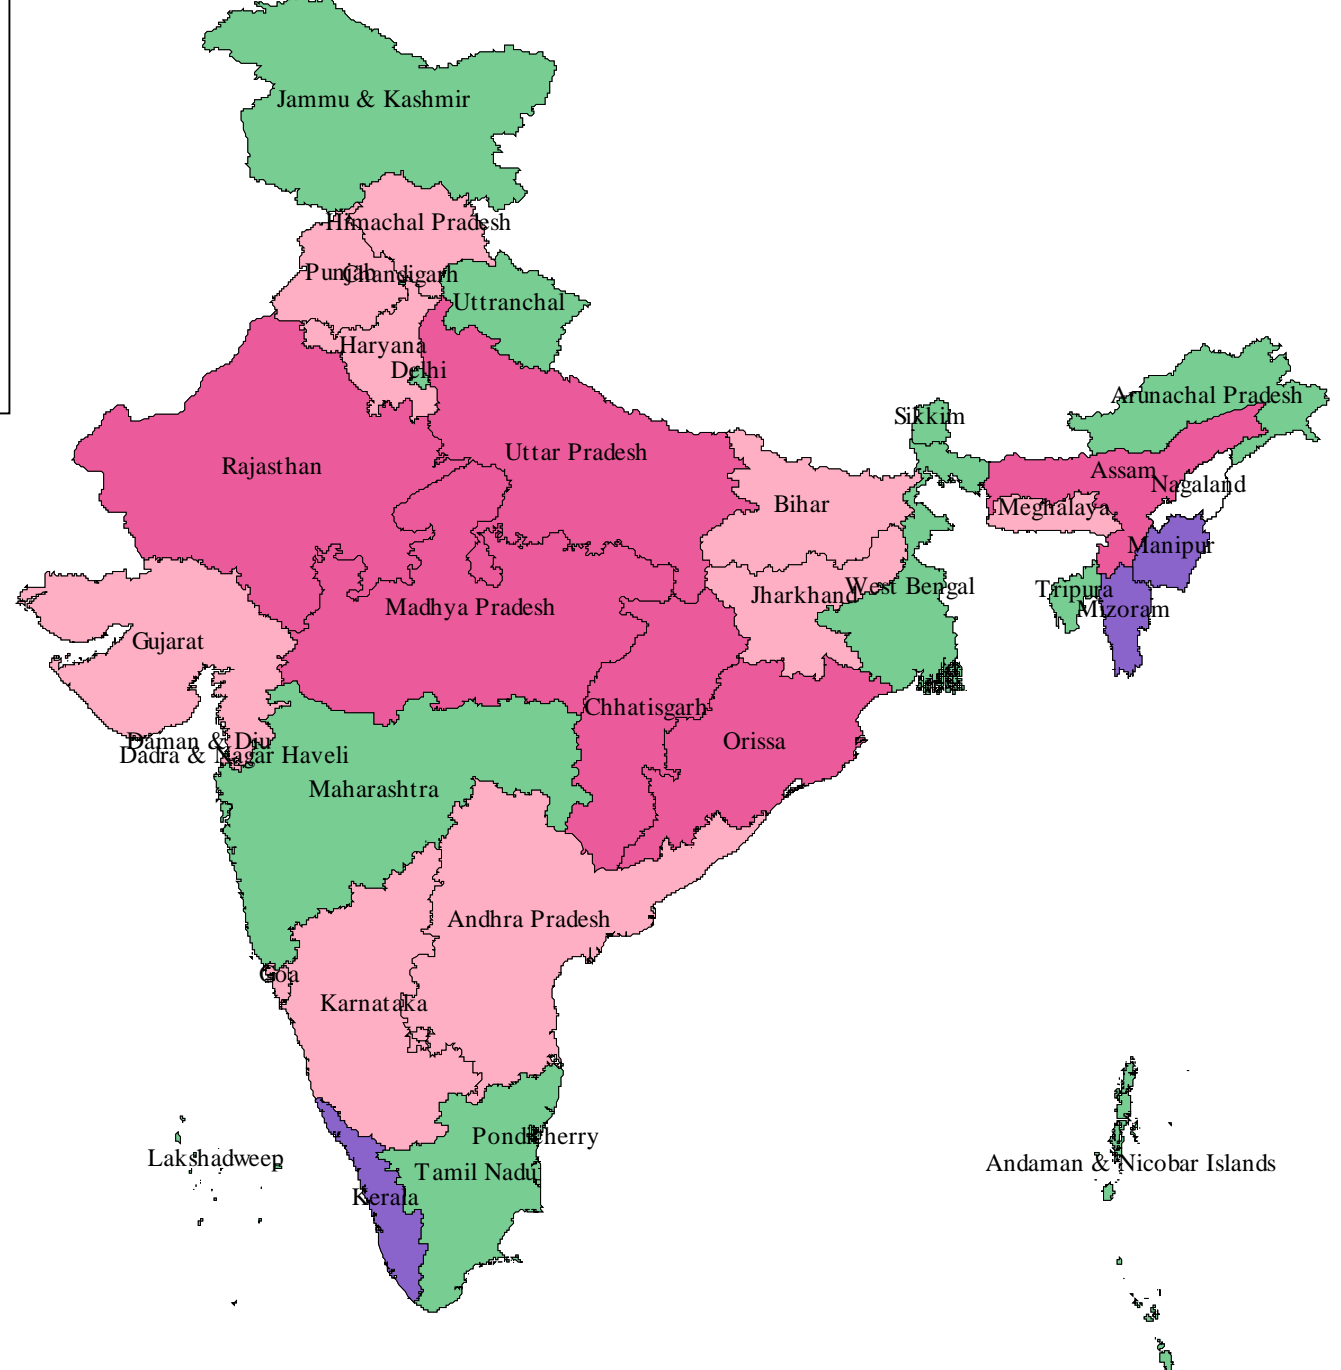 Jammu & Kashmir
Himachal Pradesh
Punjab
Chandigarh
Uttranchal
Haryana
Delhi
Arunachal Pradesh
Sikkim
Uttar Pradesh
Rajasthan
Assam
Nagaland
Bihar
Meghalaya
Manipur
West Bengal
Tripura
Jharkhand
Madhya Pradesh
Mizoram
Gujarat
Chhatisgarh
Orissa
Daman & Diu
Dadra & Nagar Haveli
Maharashtra
Andhra Pradesh
Goa
Karnataka
Pondicherry
Lakshadweep
Andaman & Nicobar Islands
Tamil Nadu
Kerala